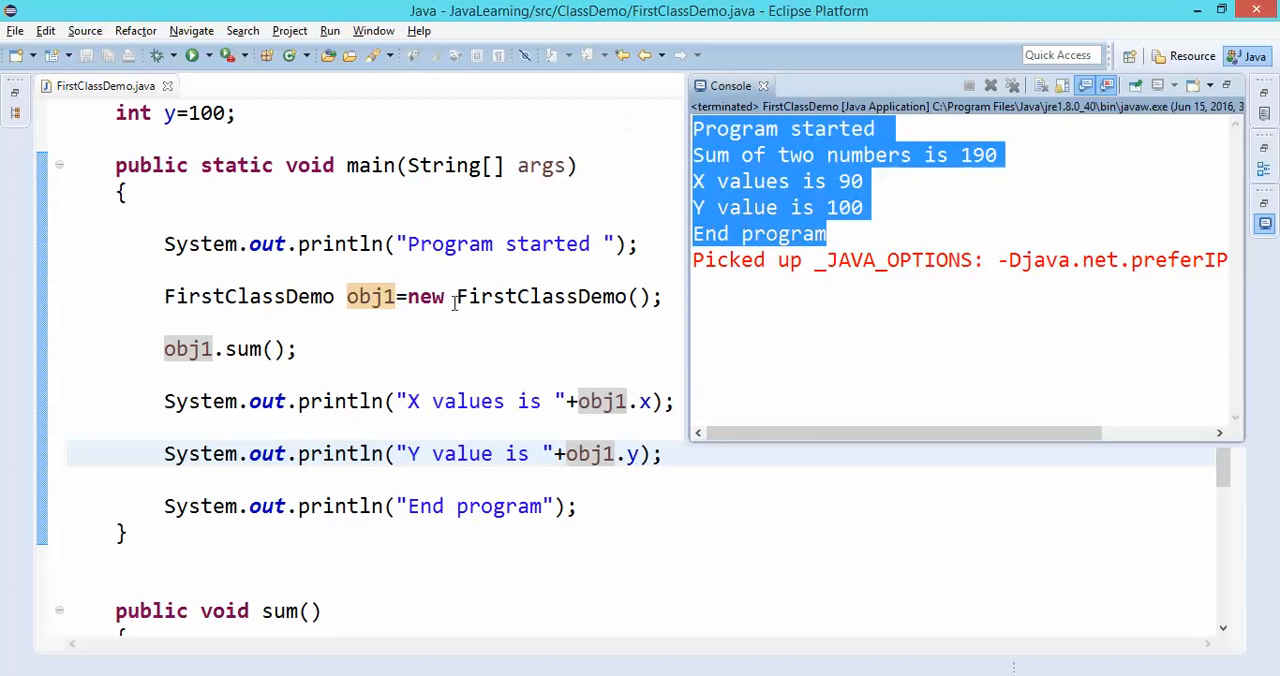 Java - JavaLearning/src/ClassDemo/FirstClassDemo.java - Eclipse Platform
File Edit Source Refactor Navigate Search Project Run Window Help
Quick Access Resource Java
FirstClassDemo.java
int y=100;
public static void main(String[] args)
{
System.out.println("Program started ");
FirstClassDemo obj1=new FirstClassDemo();
obj1.sum();
System.out.println("X values is "+obj1.x);
System.out.println("Y value is "+obj1.y);
System.out.println("End program");
}
public void sum()
{
Console
<terminated> FirstClassDemo [Java Application] C:\Program Files\Java\jre1.8.0_40\bin\javaw.exe (Jun 15, 2016, 3
Program started
Sum of two numbers is 190
X values is 90
Y value is 100
End program
Picked up _JAVA_OPTIONS: -Djava.net.preferIP